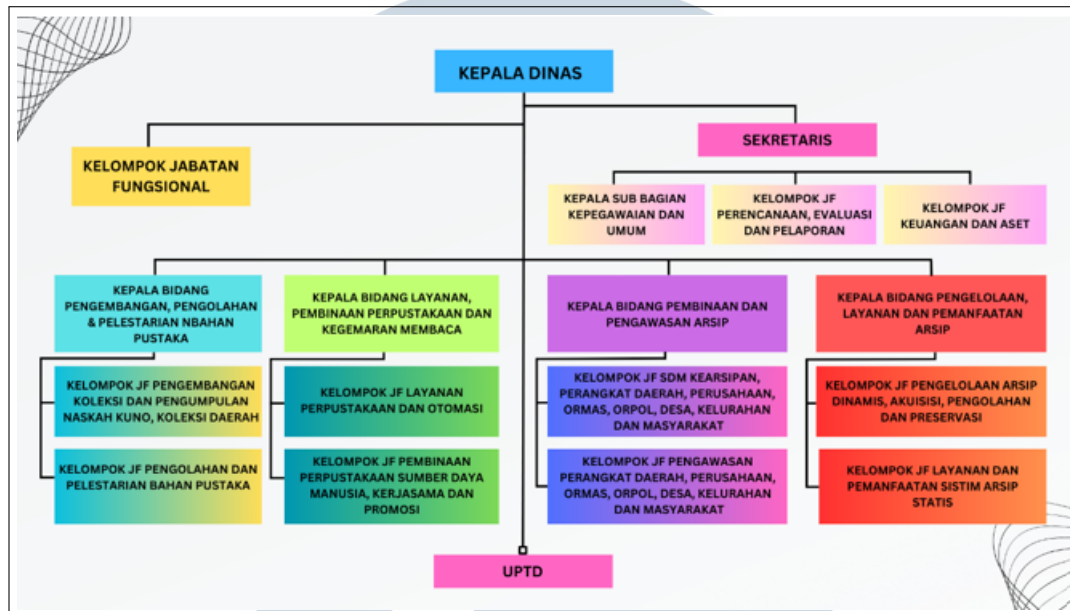 KEPALA DINAS
SEKRETARIS
KELOMPOK JABATAN
FUNGSIONAL
KEPALA SUB BAGIAN
KEPEGAWAIAN DAN
UMUM
KELOMPOK JF
PERENCANAAN, EVALUASI
DAN PELAPORAN
KELOMPOK JF
KEUANGAN DAN ASET
KEPALA BIDANG
PENGEMBANGAN, PENGOLAHAN
& PELESTARIAN NBAHAN
PUSTAKA
KEPALA BIDANG LAYANAN,
PEMBINAAN PERPUSTAKAAN DAN
KEGEMARAN MEMBACA
KEPALA BIDANG PEMBINAAN DAN
PENGAWASAN ARSIP
KEPALA BIDANG PENGELOLAAN,
LAYANAN DAN PEMANFAATAN
ARSIP
KELOMPOK JF PENGEMBANGAN
KOLEKSI DAN PENGUMPULAN
NASKAH KUNO, KOLEKSI DAERAH
KELOMPOK JF LAYANAN
PERPUSTAKAAN DAN OTOMASI
KELOMPOK JF SDM KEARSIPAN,
PERANGKAT DAERAH, PERUSAHAAN,
ORMAS, ORPOL, DESA, KELURAHAN
DAN MASYARAKAT
KELOMPOK JF PENGELOLAAN ARSIP
DINAMIS, AKUISISI, PENGOLAHAN
DAN PRESERVASI
KELOMPOK JF PENGOLAHAN DAN
PELESTARIAN BAHAN PUSTAKA
KELOMPOK JF PEMBINAAN
PERPUSTAKAAN SUMBER DAYA
MANUSIA, KERJASAMA DAN
PROMOSI
KELOMPOK JF PENGAWASAN
PERANGKAT DAERAH, PERUSAHAAN,
ORMAS, ORPOL, DESA, KELURAHAN
DAN MASYARAKAT
KELOMPOK JF LAYANAN DAN
PEMANFAATAN SISTIM ARSIP
STATIS
UPTD